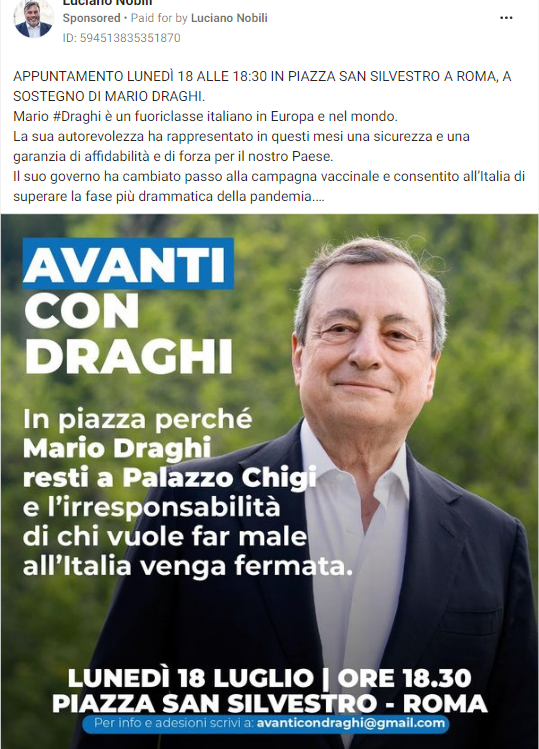 Luciano Nobili
Sponsored • Paid for by Luciano Nobili
ID: 594513835351870
APPUNTAMENTO LUNEDÌ 18 ALLE 18:30 IN PIAZZA SAN SILVESTRO A ROMA, A
SOSTEGNO DI MARIO DRAGHI.
Mario #Draghi è un fuoriclasse italiano in Europa e nel mondo.
La sua autorevolezza ha rappresentato in questi mesi una sicurezza e una
garanzia di affidabilità e di forza per il nostro Paese.
Il suo governo ha cambiato passo alla campagna vaccinale e consentito all'Italia di
superare la fase più drammatica della pandemia....
AVANTI
CON
DRAGHI
In piazza perché
Mario Draghi
resti a Palazzo Chigi
e l'irresponsabilità
di chi vuole far male
all'Italia venga fermata.
LUNEDÌ 18 LUGLIO | ORE 18.30
PIAZZA SAN SILVESTRO - ROMA
Per info e adesioni scrivi a: avanticondraghi@gmail.com